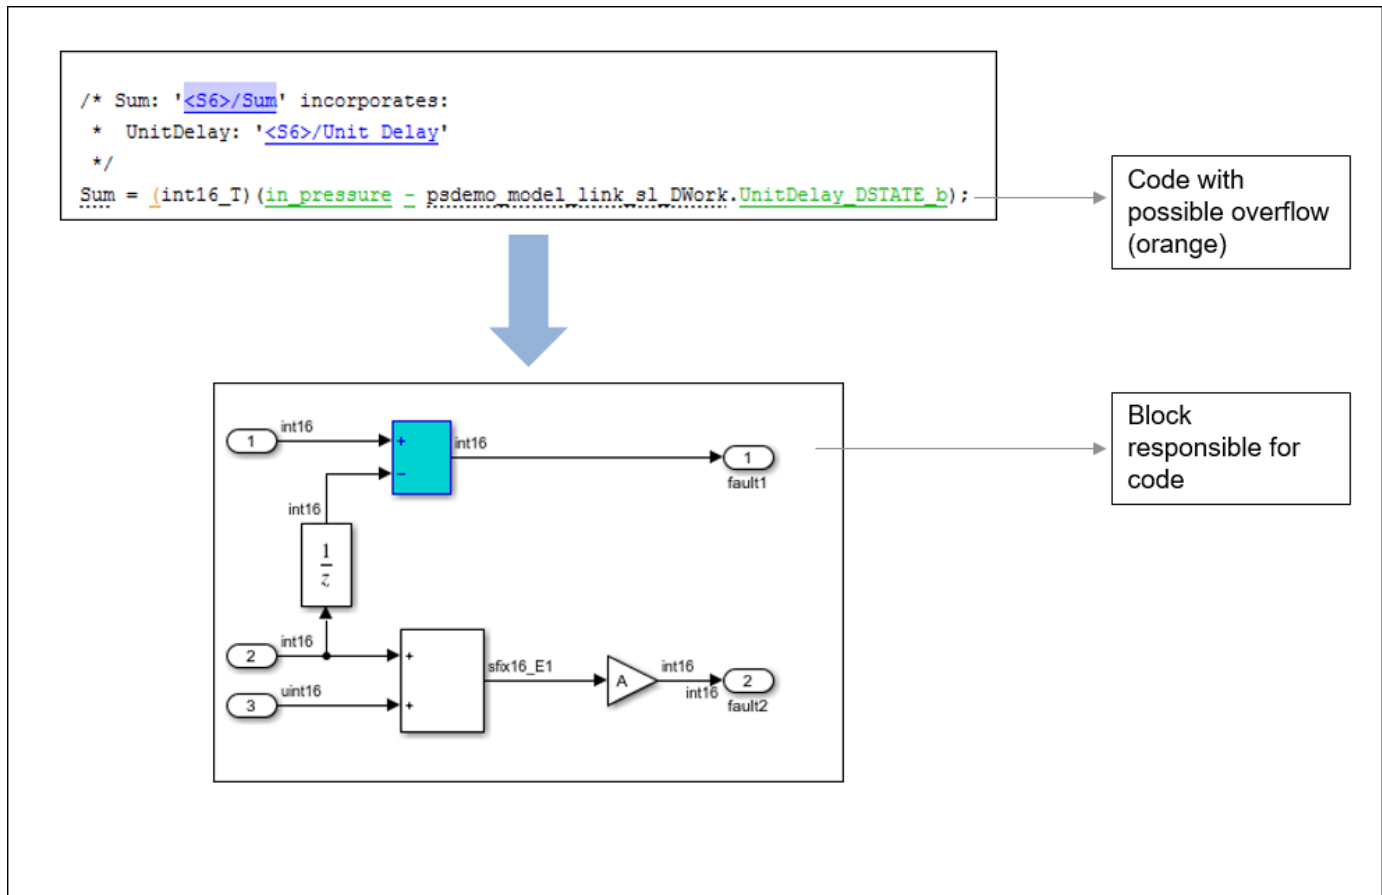 /* Sum: '<S6>/Sum' incorporates:
*  UnitDelay: '<S6>/Unit Delay'
*/
Sum = (int16_T)(in_pressure - psdemo_model_link_sl_DWork.UnitDelay_DSTATE_b);
Code with
possible overflow
(orange)
Block
responsible for
code
1
int16
+
−
int16
1
fault1
int16
1
z
2
int16
+
sfix16_E1
A
int16
int16
2
fault2
3
uint16
+